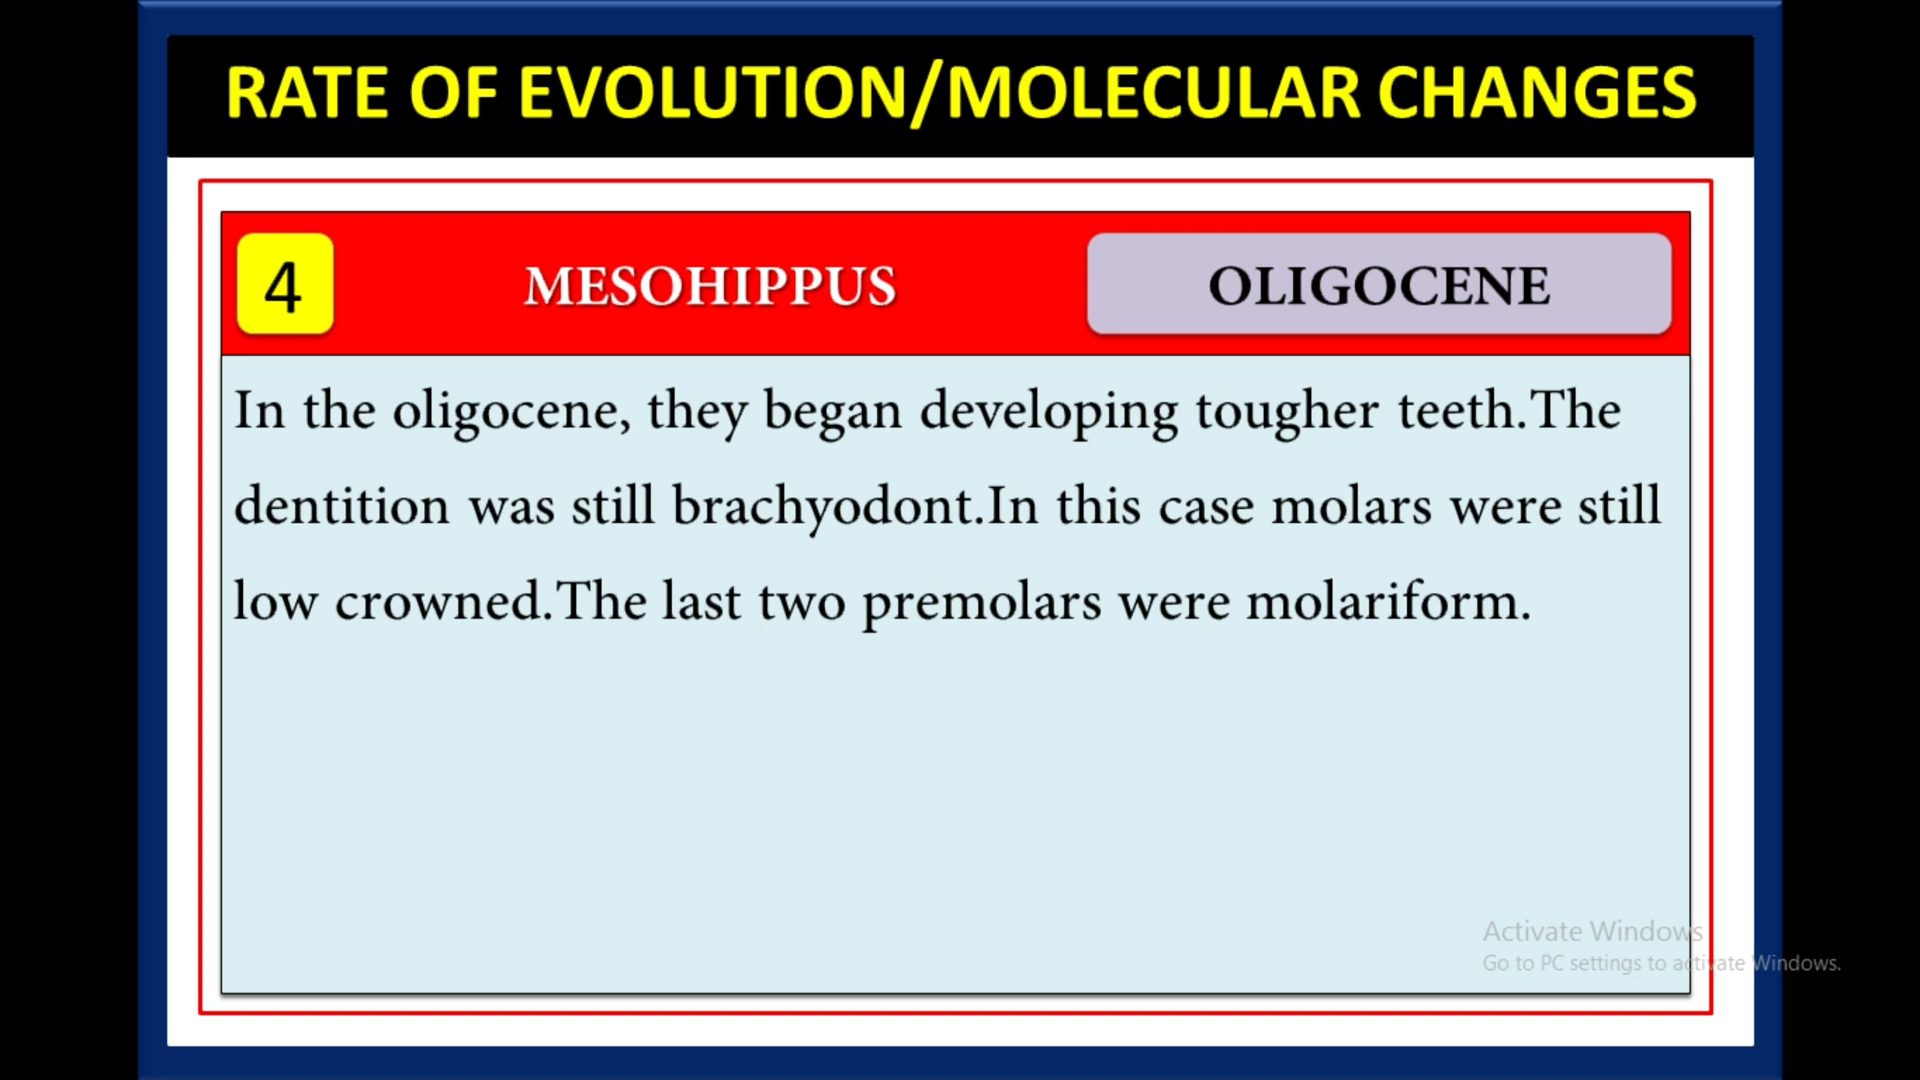 RATE OF EVOLUTION/MOLECULAR CHANGES
4 MESOHIPPUS OLIGOCENE
In the oligocene, they began developing tougher teeth.The
dentition was still brachyodont.In this case molars were still
low crowned.The last two premolars were molariform.
Activate Windows
Go to PC settings to activate Windows.